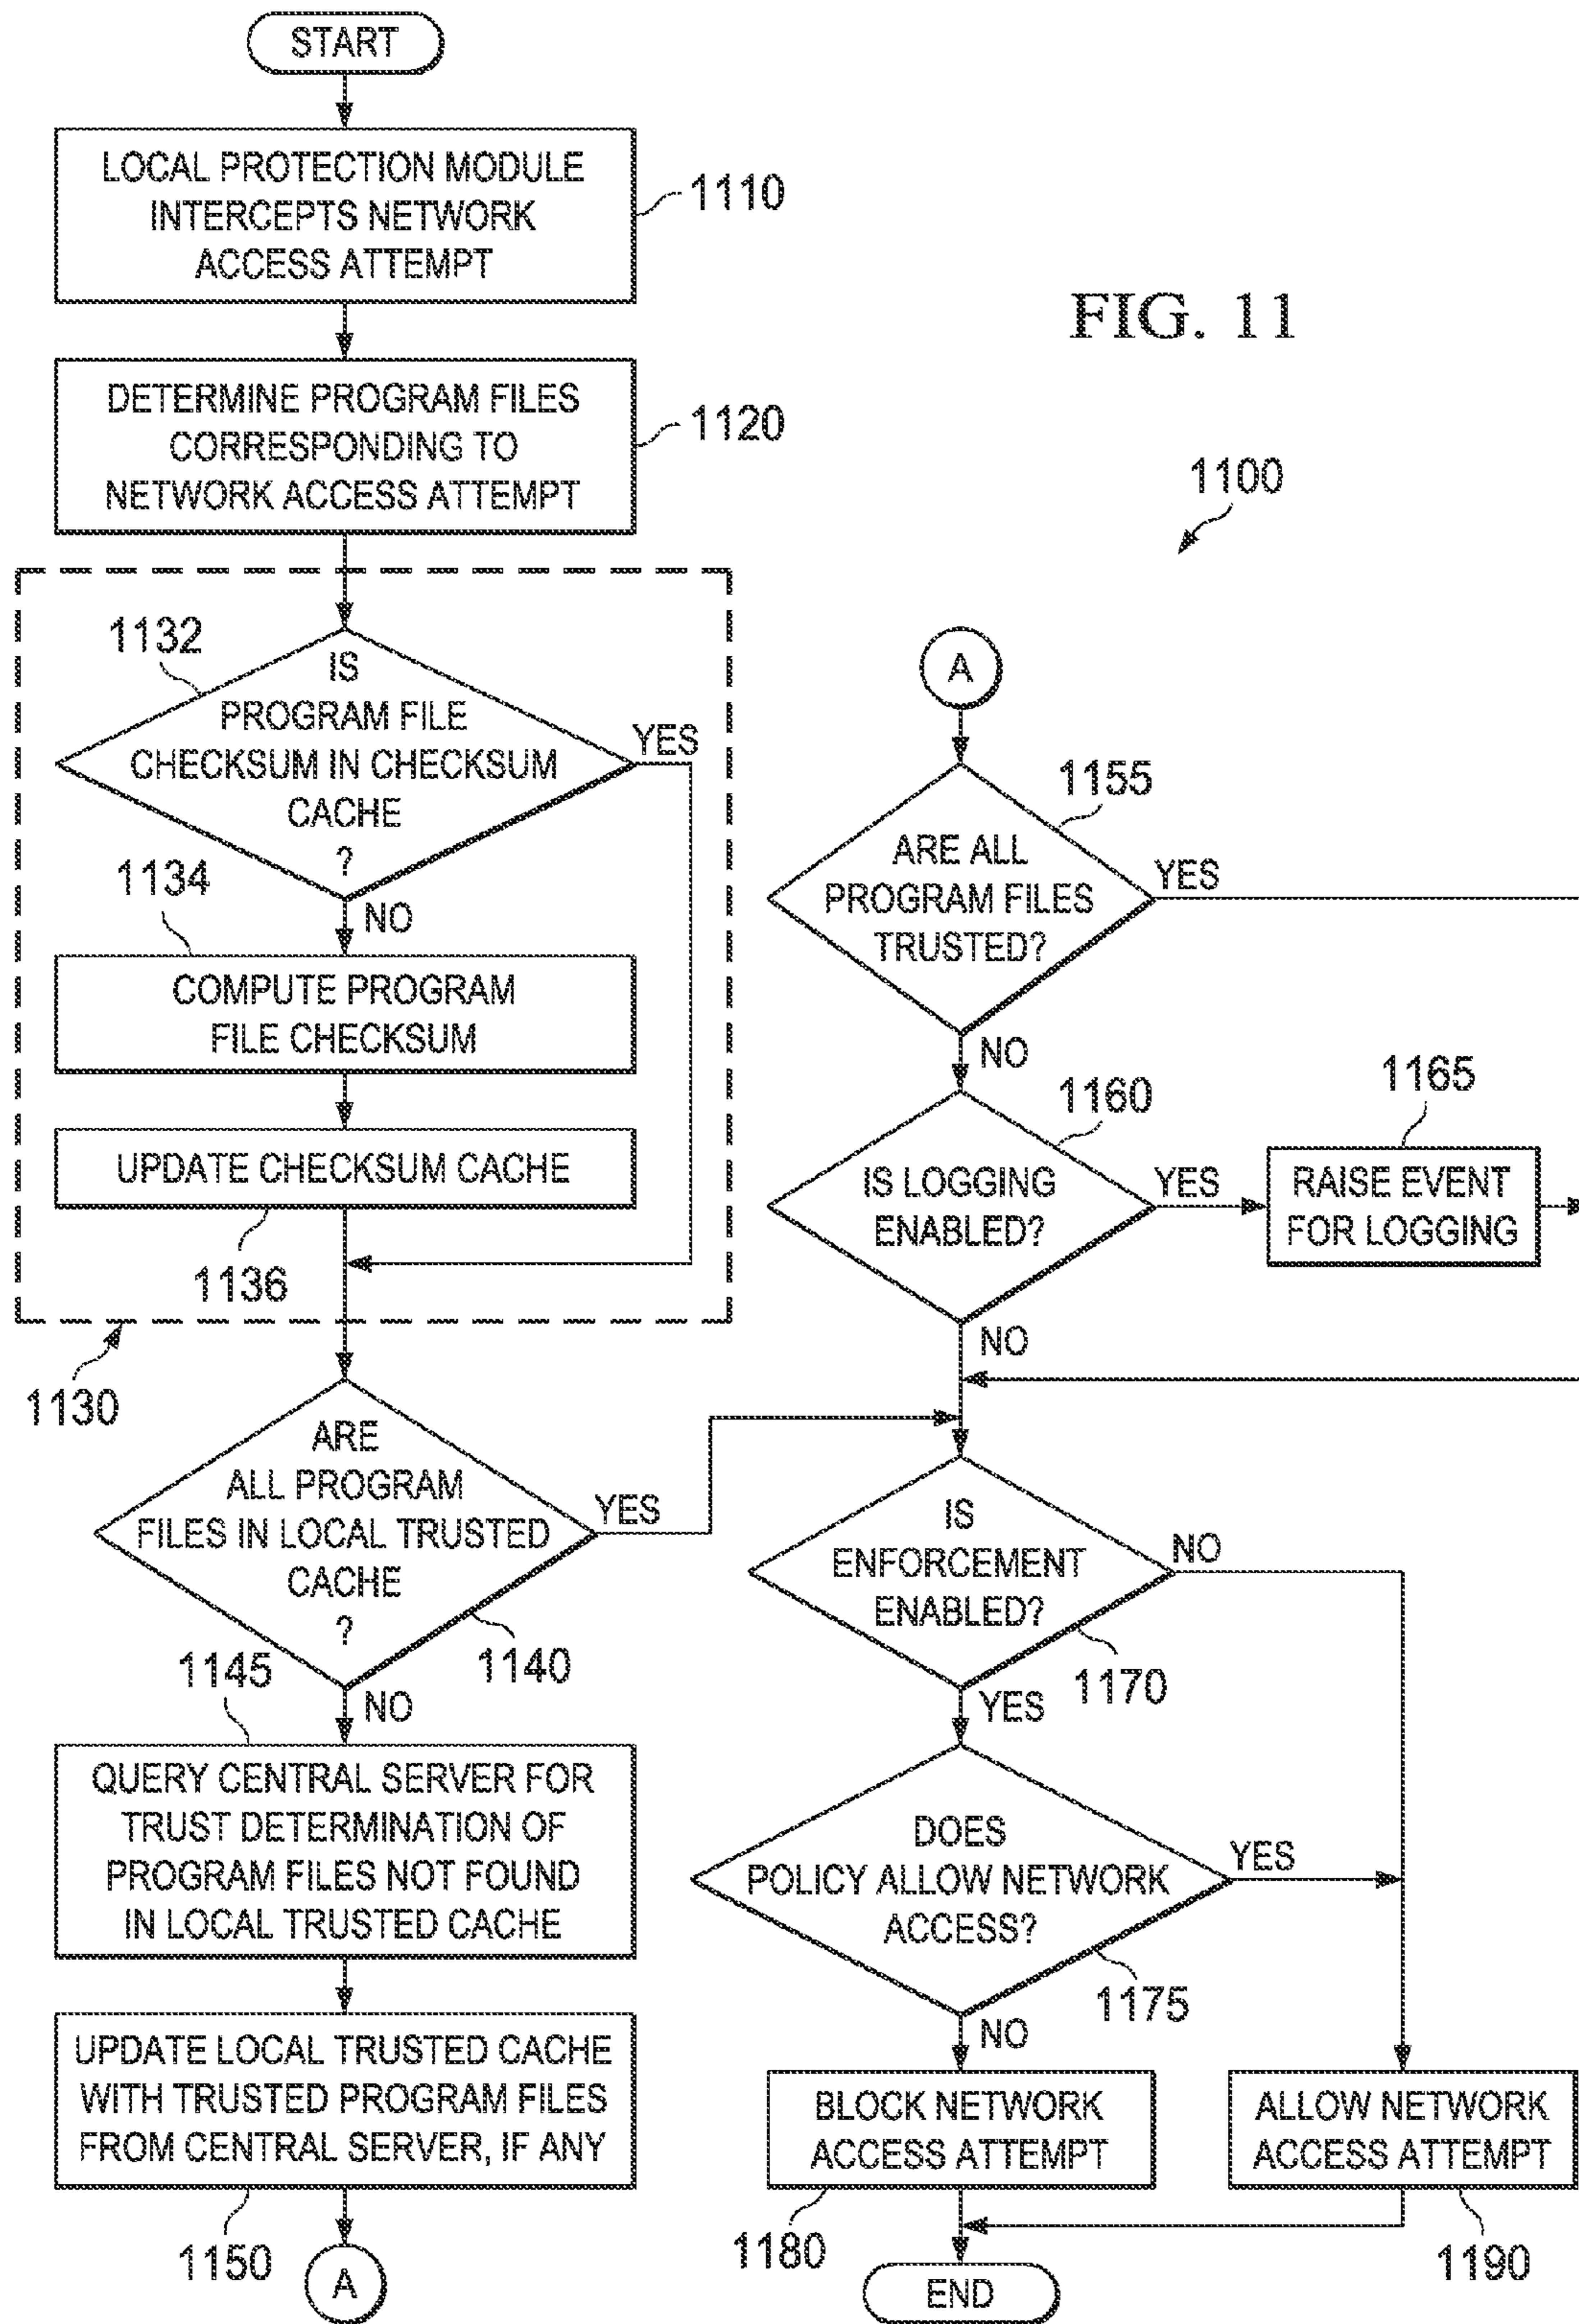 START
LOCAL PROTECTION MODULE
INTERCEPTS NETWORK
ACCESS ATTEMPT
1110
FIG. 11
DETERMINE PROGRAM FILES
CORRESPONDING TO
NETWORK ACCESS ATTEMPT
1120
1100
1132
IS
PROGRAM FILE
CHECKSUM IN CHECKSUM
CACHE
?
YES
NO
1134
COMPUTE PROGRAM
FILE CHECKSUM
UPDATE CHECKSUM CACHE
1136
1130
ARE
ALL PROGRAM
FILES IN LOCAL TRUSTED
CACHE
?
YES
1140
NO
1145
QUERY CENTRAL SERVER FOR
TRUST DETERMINATION OF
PROGRAM FILES NOT FOUND
IN LOCAL TRUSTED CACHE
UPDATE LOCAL TRUSTED CACHE
WITH TRUSTED PROGRAM FILES
FROM CENTRAL SERVER, IF ANY
1150
A
A
1155
ARE ALL
PROGRAM FILES
TRUSTED?
YES
NO
1160
IS LOGGING
ENABLED?
YES
1165
RAISE EVENT
FOR LOGGING
NO
IS
ENFORCEMENT
ENABLED?
NO
1170
YES
DOES
POLICY ALLOW NETWORK
ACCESS?
YES
1175
NO
BLOCK NETWORK
ACCESS ATTEMPT
1180
ALLOW NETWORK
ACCESS ATTEMPT
1190
END